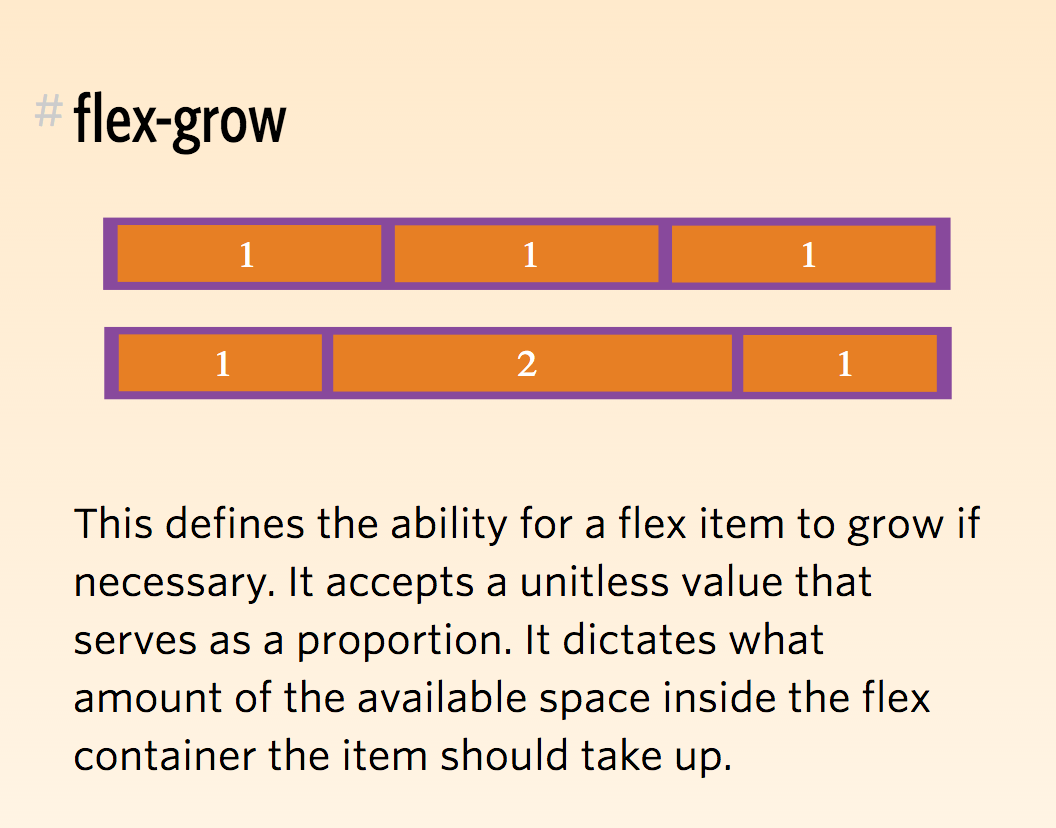 # flex-grow
1 1 1
1 2 1
This defines the ability for a flex item to grow if
necessary. It accepts a unitless value that
serves as a proportion. It dictates what
amount of the available space inside the flex
container the item should take up.